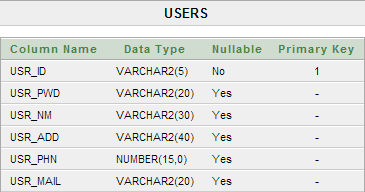 USERS
Column Name Data Type Nullable Primary Key
USR_ID VARCHAR2(5) No 1
USR_PWD VARCHAR2(20) Yes -
USR_NM VARCHAR2(30) Yes -
USR_ADD VARCHAR2(40) Yes -
USR_PHN NUMBER(15,0) Yes -
USR_MAIL VARCHAR2(20) Yes -